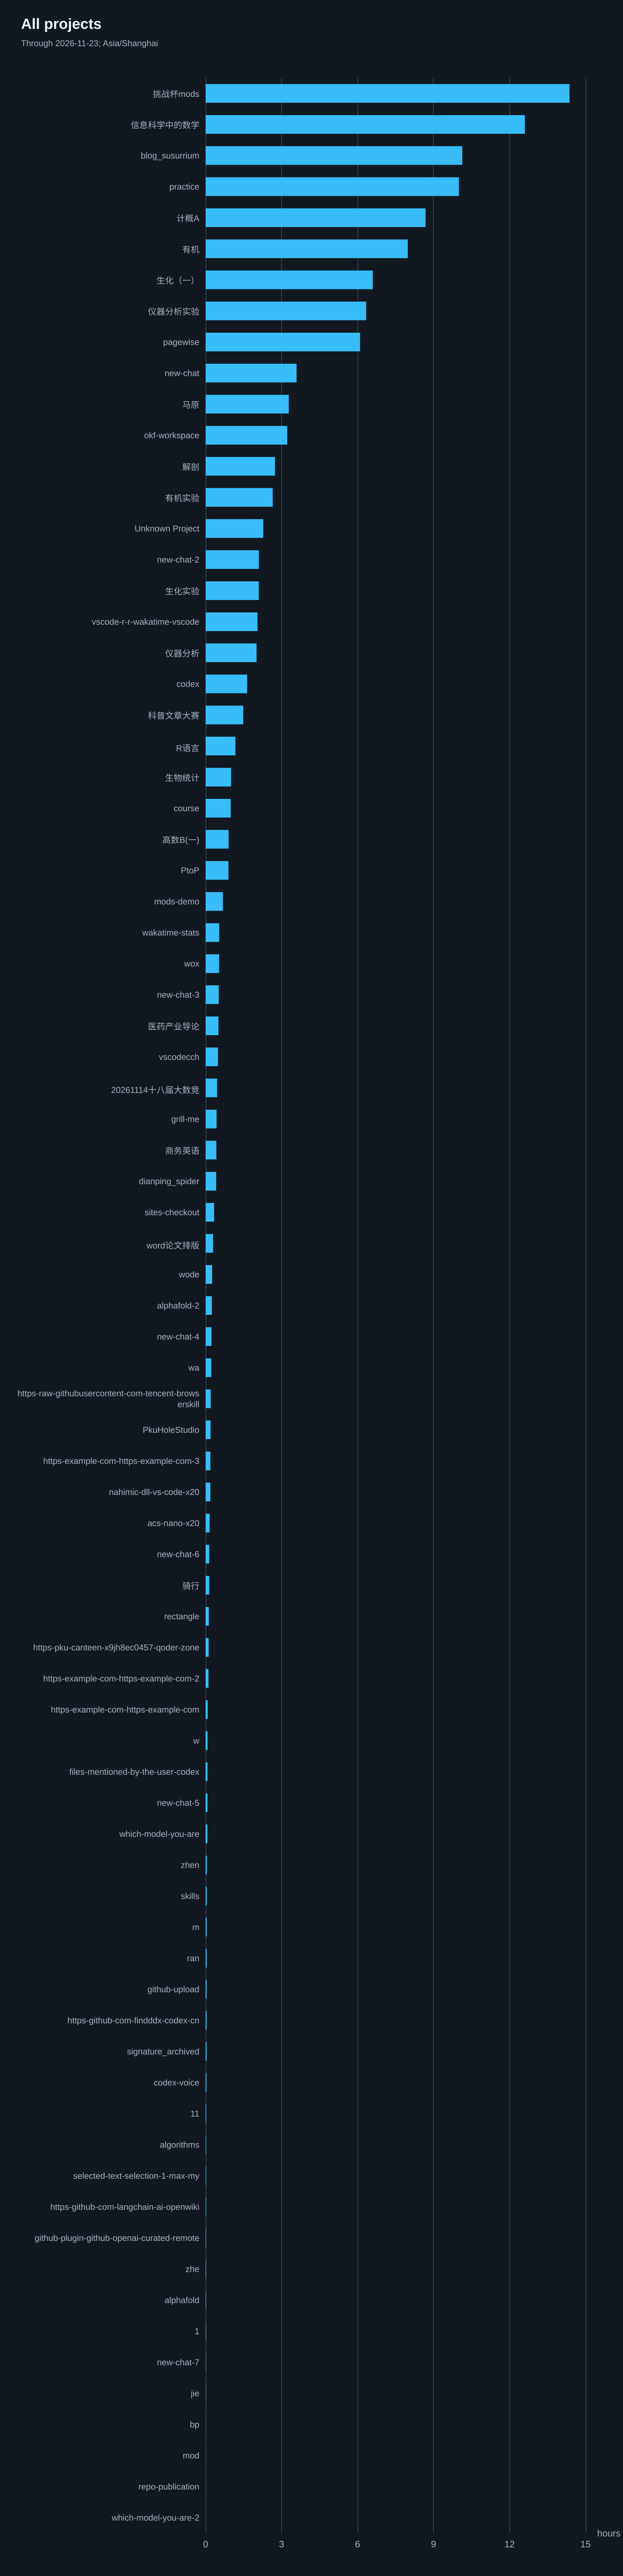 All projects
Through 2026-11-23; Asia/Shanghai
挑战杯mods
信息科学中的数学
blog_susurrium
practice
计概A
有机
生化（一）
仪器分析实验
pagewise
new-chat
马原
okf-workspace
解剖
有机实验
Unknown Project
new-chat-2
生化实验
vscode-r-r-wakatime-vscode
仪器分析
codex
科普文章大赛
R语言
生物统计
course
高数B(一)
PtoP
mods-demo
wakatime-stats
wox
new-chat-3
医药产业导论
vscodecch
20261114十八届大数竞
grill-me
商务英语
dianping_spider
sites-checkout
word论文排版
wode
alphafold-2
new-chat-4
wa
https-raw-githubusercontent-com-tencent-brows
erskill
PkuHoleStudio
https-example-com-https-example-com-3
nahimic-dll-vs-code-x20
acs-nano-x20
new-chat-6
骑行
rectangle
https-pku-canteen-x9jh8ec0457-qoder-zone
https-example-com-https-example-com-2
https-example-com-https-example-com
w
files-mentioned-by-the-user-codex
new-chat-5
which-model-you-are
zhen
skills
m
ran
github-upload
https-github-com-findddx-codex-cn
signature_archived
codex-voice
11
algorithms
selected-text-selection-1-max-my
https-github-com-langchain-ai-openwiki
github-plugin-github-openai-curated-remote
zhe
alphafold
1
new-chat-7
jie
bp
mod
repo-publication
which-model-you-are-2
hours
0 3 6 9 12 15